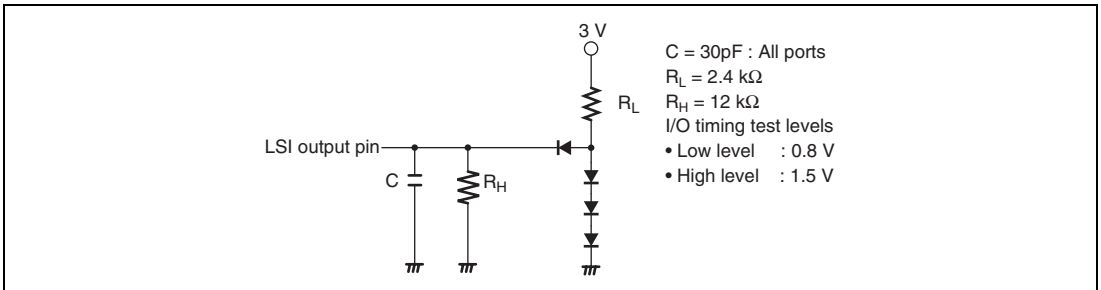 3 V
C = 30pF : All ports
R_L = 2.4 kΩ
R_H = 12 kΩ
I/O timing test levels
• Low level : 0.8 V
• High level : 1.5 V
R_L
LSI output pin
C
R_H